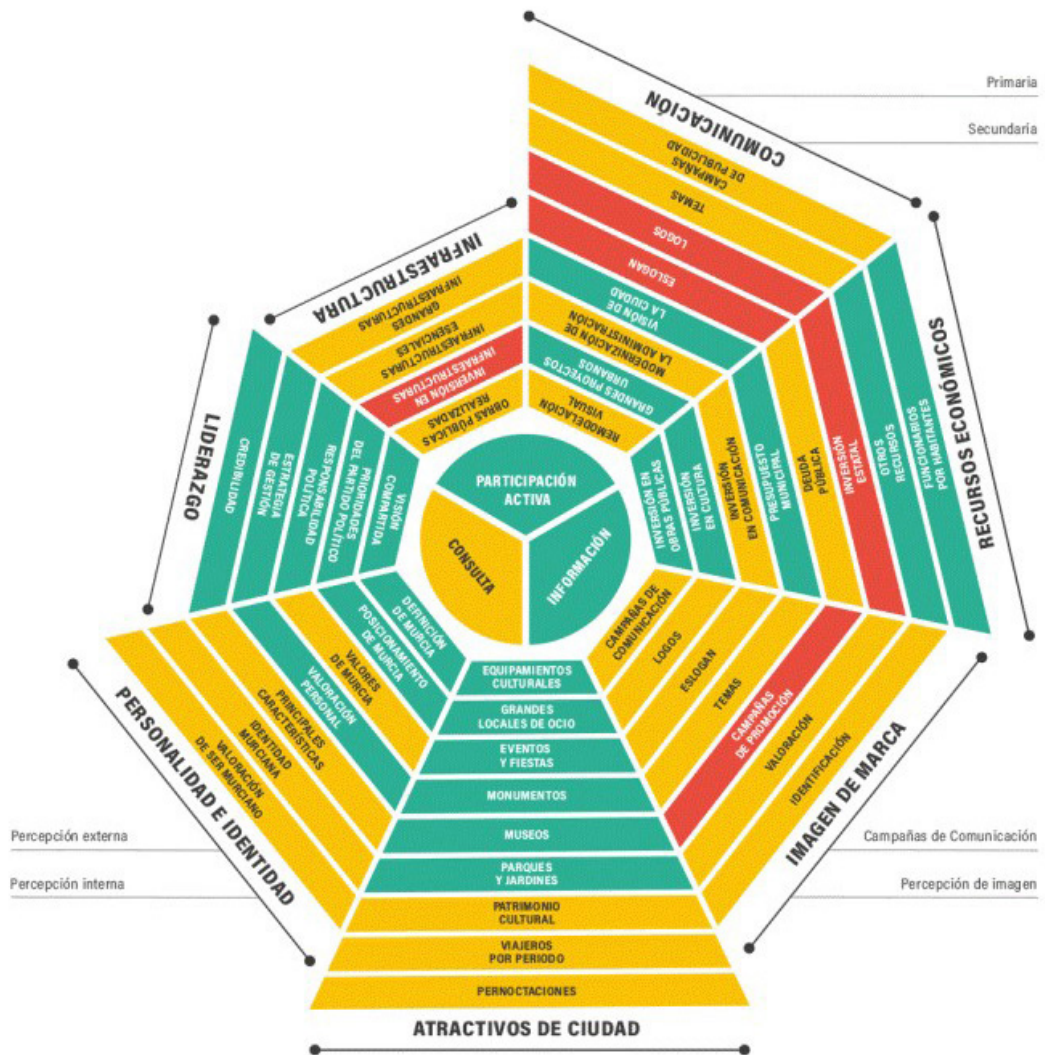 Primaria
Secundaria
COMUNICACIÓN
CAMPAÑAS
DE PUBLICIDAD
TEMAS
LOGOS
ESLOGAN
VISIÓN DE
LA CIUDAD
MODERNIZACIÓN DE
LA ADMINISTRACIÓN
GRANDES PROYECTOS
URBANOS
REMODELACIÓN
VISUAL
RECURSOS ECONÓMICOS
FUNCIONARIOS
POR HABITANTES
OTROS
RECURSOS
INVERSIÓN
ESTATAL
DEUDA
PÚBLICA
PRESUPUESTO
MUNICIPAL
INVERSIÓN
EN COMUNICACIÓN
INVERSIÓN
EN CULTURA
INVERSIÓN EN
OBRAS PÚBLICAS
INFRAESTRUCTURA
GRANDES
INFRAESTRUCTURAS
INFRAESTRUCTURAS
ESENCIALES
INVERSIÓN EN
INFRAESTRUCTURAS
OBRAS PÚBLICAS
REALIZADAS
LIDERAZGO
CREDIBILIDAD
ESTRATEGIA
DE GESTIÓN
RESPONSABILIDAD
POLÍTICA
PRIORIDADES
DEL PARTIDO POLÍTICO
VISIÓN
COMPARTIDA
PARTICIPACIÓN
ACTIVA
CONSULTA
INFORMACIÓN
PERSONALIDAD E IDENTIDAD
DEFINICIÓN
DE MURCIA
POSICIONAMIENTO
DE MURCIA
VALORES
DE MURCIA
VALORACIÓN
PERSONAL
PRINCIPALES
CARACTERÍSTICAS
IDENTIDAD
MURCIANA
VALORACIÓN
DE SER MURCIANO
Percepción externa
Percepción interna
EQUIPAMIENTOS
CULTURALES
GRANDES
LOCALES DE OCIO
EVENTOS
Y FIESTAS
MONUMENTOS
MUSEOS
PARQUES
Y JARDINES
PATRIMONIO
CULTURAL
VIAJEROS
POR PERIODO
PERNOCTACIONES
ATRACTIVOS DE CIUDAD
CAMPAÑAS DE
COMUNICACIÓN
LOGOS
ESLOGAN
TEMAS
CAMPAÑAS
DE PROMOCIÓN
VALORACIÓN
IDENTIFICACIÓN
IMAGEN DE MARCA
Campañas de Comunicación
Percepción de imagen